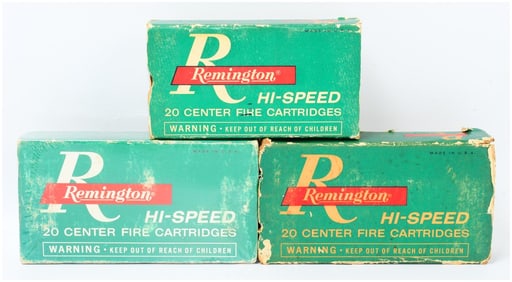 R
Remington®
HI-SPEED
20 CENTER FIRE CARTRIDGES
WARNING • KEEP OUT OF REACH OF CHILDREN
MADE IN U.S.A.
R
Remington®
HI-SPEED
20 CENTER FIRE CARTRIDGES
WARNING • KEEP OUT OF REACH OF CHILDREN
MADE IN U.S.A.
R
Remington®
HI-SPEED
20 CENTER FIRE CARTRIDGES
WARNING • KEEP OUT OF REACH OF CHILDREN